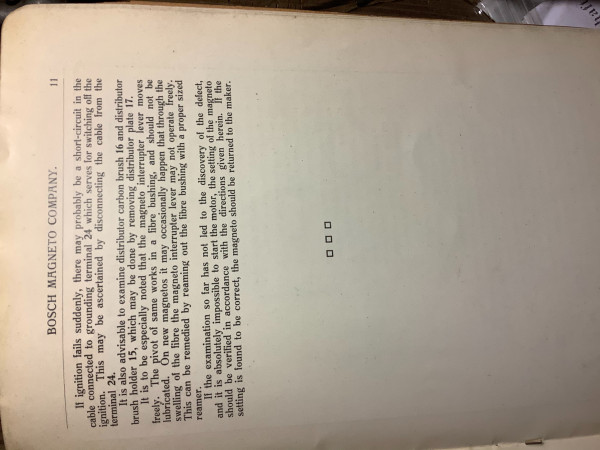 BOSCH MAGNETO COMPANY. 11
If ignition fails suddenly, there may probably be a short-circuit in the
cable connected to grounding terminal 24 which serves for switching off the
ignition. This may be ascertained by disconnecting the cable from the
terminal 24.
It is also advisable to examine distributor carbon brush 16 and distributor
brush holder 15, which may be done by removing distributor plate 17.
It is to be especially noted that the magneto interrupter lever moves
freely. The pivot of same works in a fibre bushing, and should not be
lubricated. On new magnetos it may occasionally happen that through the
swelling of the fibre the magneto interrupter lever may not operate freely.
This can be remedied by reaming out the fibre bushing with a proper sized
reamer.
If the examination so far has not led to the discovery of the defect,
and it is absolutely impossible to start the motor, the setting of the magneto
should be verified in accordance with the directions given herein. If the
setting is found to be correct, the magneto should be returned to the maker.